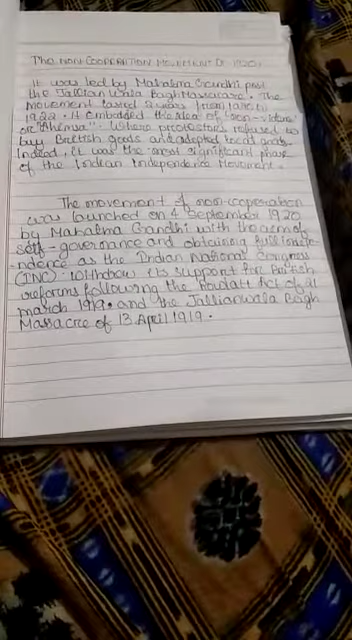 THE NON COOPERATION MOVEMENT OF 1920:
It was led by Mahatma Gandhi post
the Jallian Wala Bagh Massacare. The
movement lasted 2 years from 1920 to
1922. It embedded the idea of non-violence
or "Ahimsa". Where protestors refused to
buy British goods and adopted local goods.
Indeed, it was the most significant phase
of the Indian Independence Movement.
The movement of non-cooperation
was launched on 4 September 1920
by Mahatma Gandhi with the aim of
self-governance and obtaining full indepe
-ndence as the Indian National Congress
(INC) withdrew its support for British
reforms following the Rowlatt Act of 21
march 1919. and the Jallianwala Bagh
Massacre of 13 April 1919.